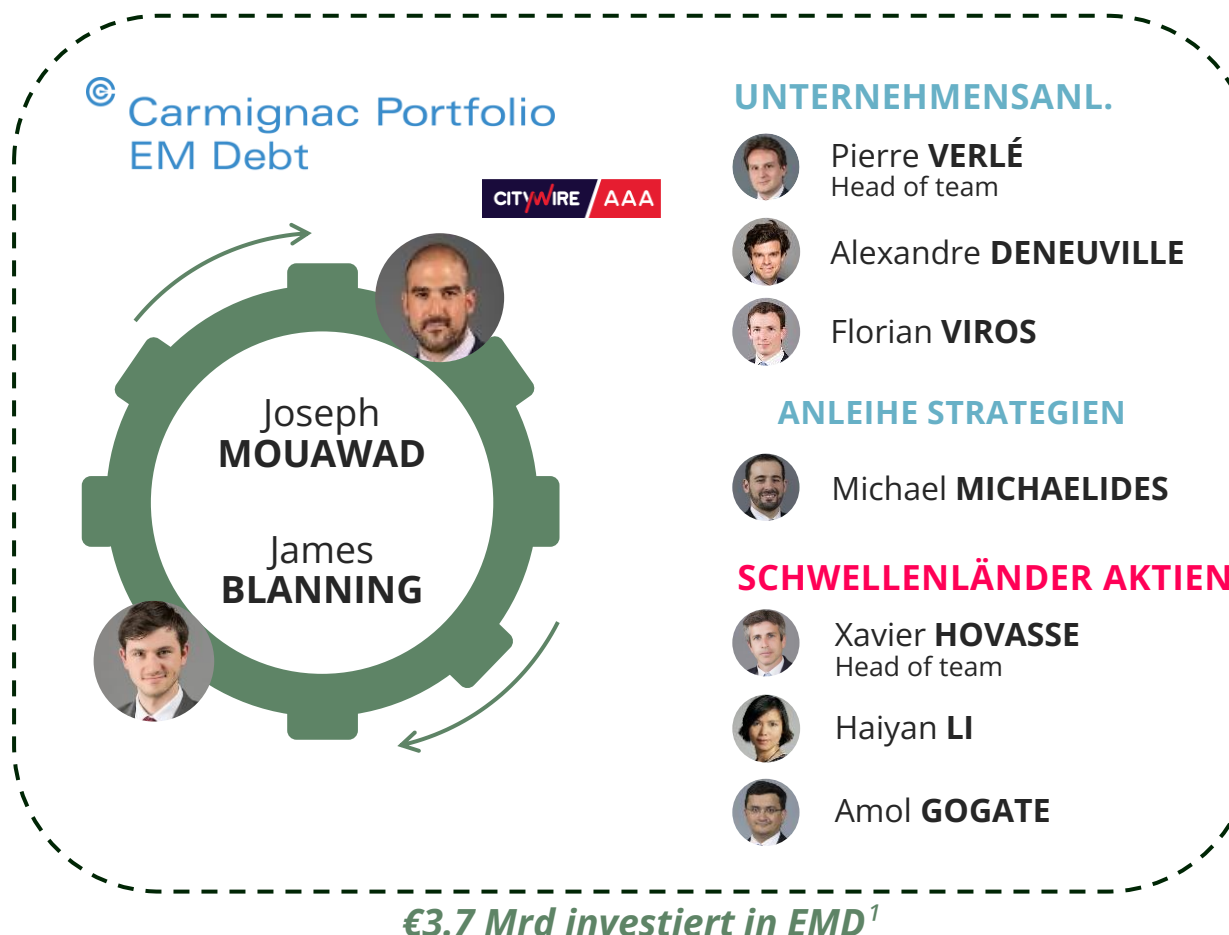 Carmignac Portfolio
EM Debt
CITYWIRE AAA
Joseph
MOUAWAD
James
BLANNING
UNTERNEHMENSANL.
Pierre VERLÉ
Head of team
Alexandre DENEUVILLE
Florian VIROS
ANLEIHE STRATEGIEN
Michael MICHAELIDES
SCHWELLENLÄNDER AKTIEN
Xavier HOVASSE
Head of team
Haiyan LI
Amol GOGATE
€3.7 Mrd investiert in EMD¹